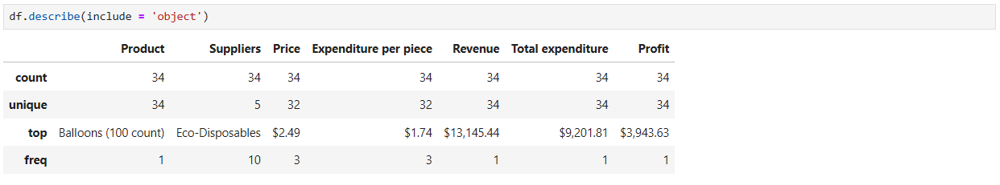 df.describe(include = 'object')
Product Suppliers Price Expenditure per piece Revenue Total expenditure Profit
count 34 34 34 34 34 34 34
unique 34 5 32 32 34 34 34
top Balloons (100 count) Eco-Disposables $2.49 $1.74 $13,145.44 $9,201.81 $3,943.63
freq 1 10 3 3 1 1 1